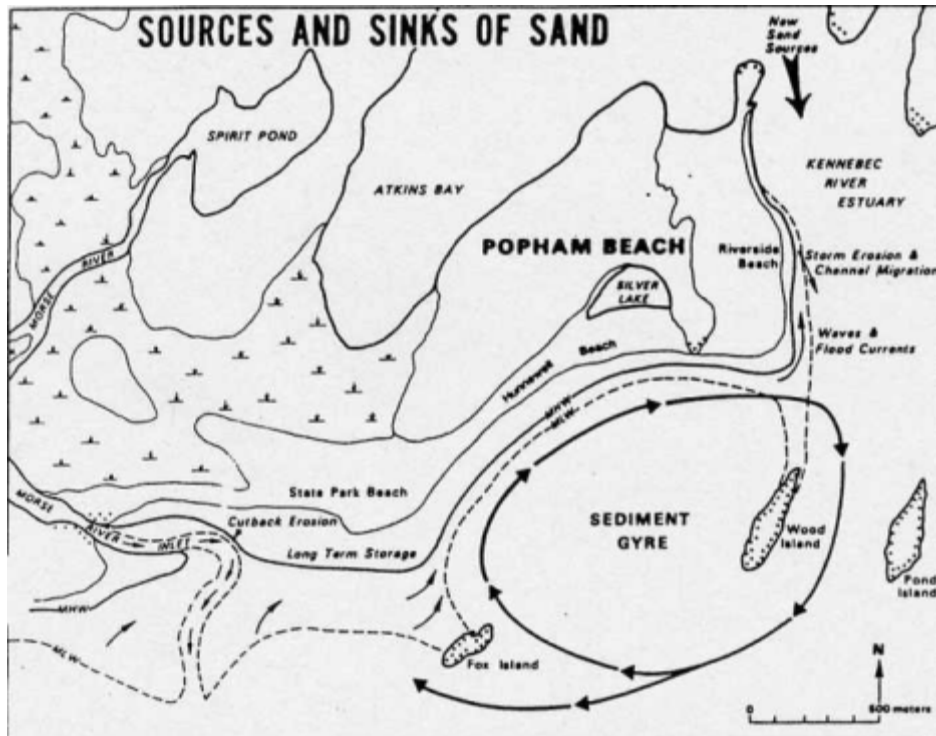 SOURCES AND SINKS OF SAND
New
Sand
Sources
SPIRIT POND
ATKINS BAY
KENNEBEC
RIVER
ESTUARY
POPHAM BEACH
Riverside
Beach
Storm Erosion &
Channel Migration
SILVER
LAKE
MORSE RIVER
Waves &
Flood Currents
Hunnewell Beach
MHW
MLW
State Park Beach
MORSE RIVER INLET
Cutback Erosion
Long Term Storage
SEDIMENT
GYRE
Wood
Island
Pond
Island
MHW
MLW
Fox Island
N
0 500 meters